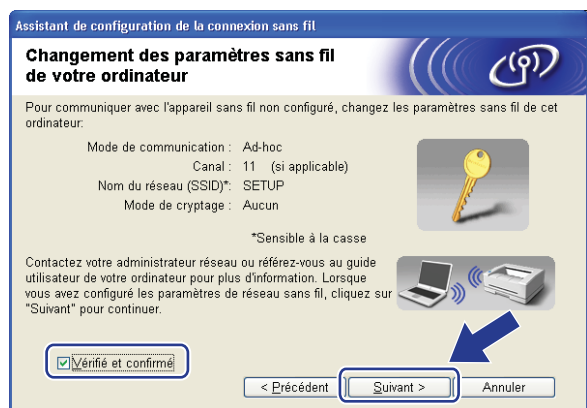 Assistant de configuration de la connexion sans fil
Changement des paramètres sans fil
de votre ordinateur
Pour communiquer avec l'appareil sans fil non configuré, changez les paramètres sans fil de cet
ordinateur:
Mode de communication : Ad-hoc
Canal : 11 (si applicable)
Nom du réseau (SSID)*: SETUP
Mode de cryptage : Aucun
*Sensible à la casse
Contactez votre administrateur réseau ou référez-vous au guide
utilisateur de votre ordinateur pour plus d'information. Lorsque
vous avez configuré les paramètres de réseau sans fil, cliquez sur
"Suivant" pour continuer.
Vérifié et confirmé
< Précédent Suivant > Annuler